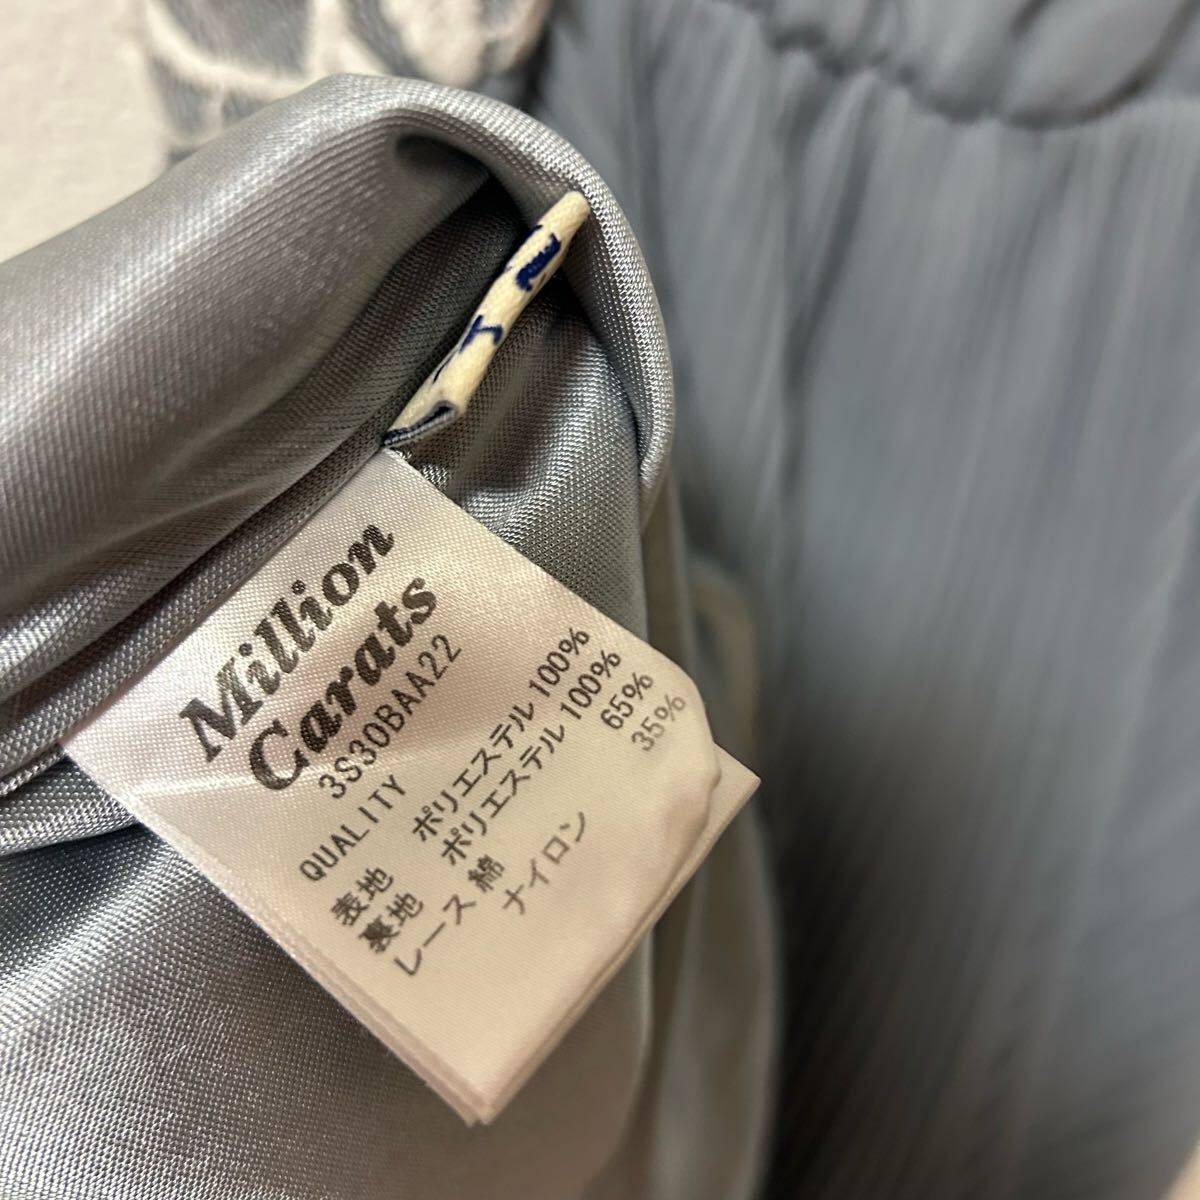 Million
Carats
3S30BAA22
QUALITY
表地 ポリエステル 100%
裏地 ポリエステル 100%
レース 綿 65%
ナイロン 35%